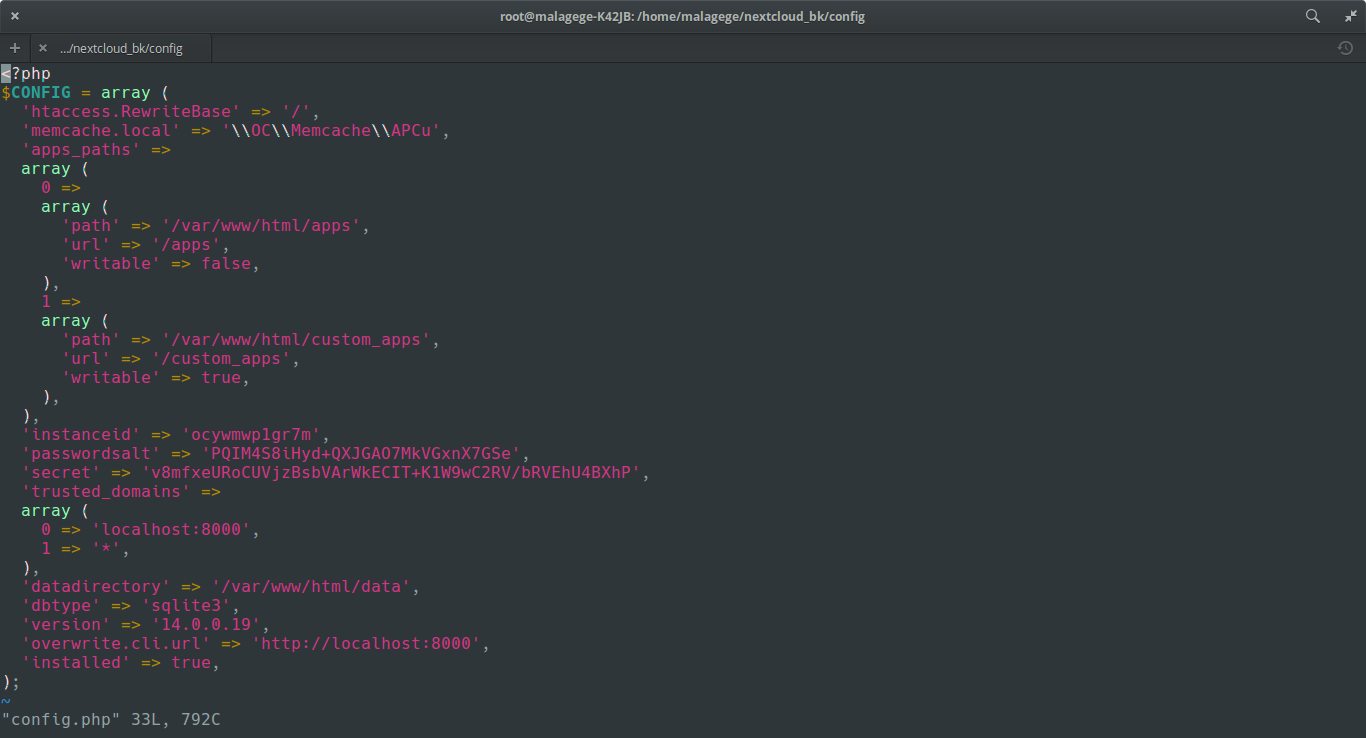 root@malagege-K42JB: /home/malagege/nextcloud_bk/config
.../nextcloud_bk/config
<?php
$CONFIG = array (
  'htaccess.RewriteBase' => '/',
  'memcache.local' => '\\OC\\Memcache\\APCu',
  'apps_paths' =>
  array (
    0 =>
    array (
      'path' => '/var/www/html/apps',
      'url' => '/apps',
      'writable' => false,
    ),
    1 =>
    array (
      'path' => '/var/www/html/custom_apps',
      'url' => '/custom_apps',
      'writable' => true,
    ),
  ),
  'instanceid' => 'ocywmwp1gr7m',
  'passwordsalt' => 'PQIM4S8iHyd+QXJGAO7MkVGxnX7GSe',
  'secret' => 'v8mfxeURoCUVjzBsbVArWkECIT+K1W9wC2RV/bRVEhU4BXhP',
  'trusted_domains' =>
  array (
    0 => 'localhost:8000',
    1 => '*',
  ),
  'datadirectory' => '/var/www/html/data',
  'dbtype' => 'sqlite3',
  'version' => '14.0.0.19',
  'overwrite.cli.url' => 'http://localhost:8000',
  'installed' => true,
);
~
"config.php" 33L, 792C